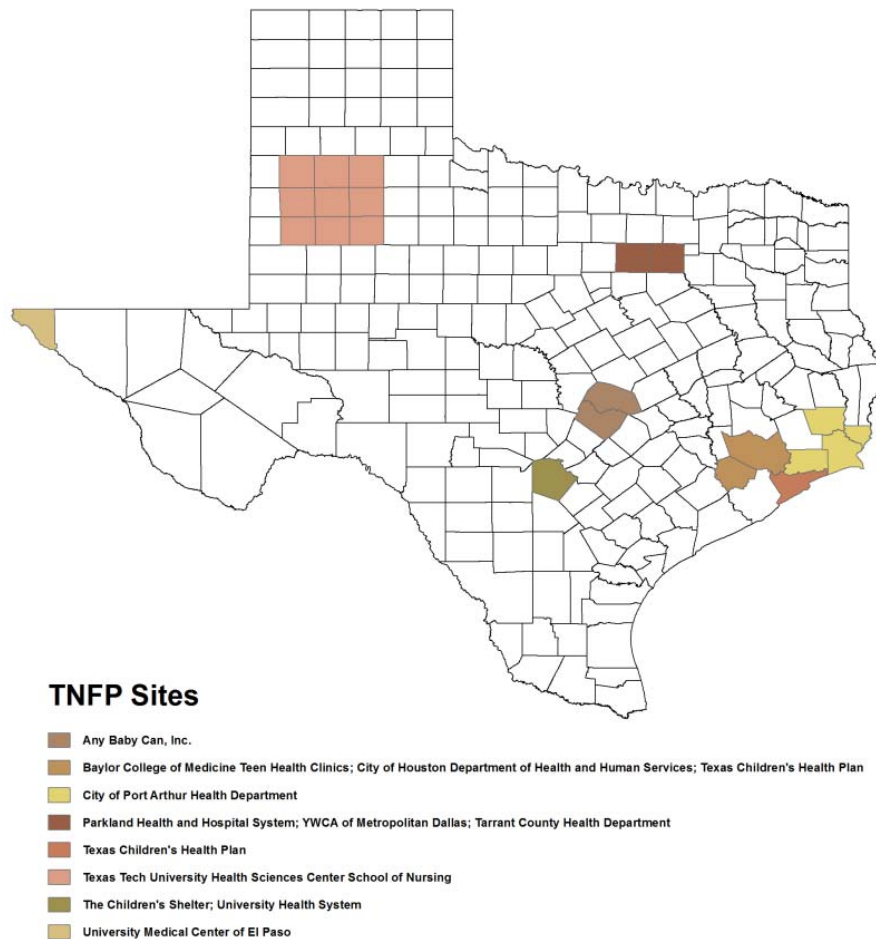 TNFP Sites
Any Baby Can, Inc.
Baylor College of Medicine Teen Health Clinics; City of Houston Department of Health and Human Services; Texas Children's Health Plan
City of Port Arthur Health Department
Parkland Health and Hospital System; YWCA of Metropolitan Dallas; Tarrant County Health Department
Texas Children's Health Plan
Texas Tech University Health Sciences Center School of Nursing
The Children's Shelter; University Health System
University Medical Center of El Paso